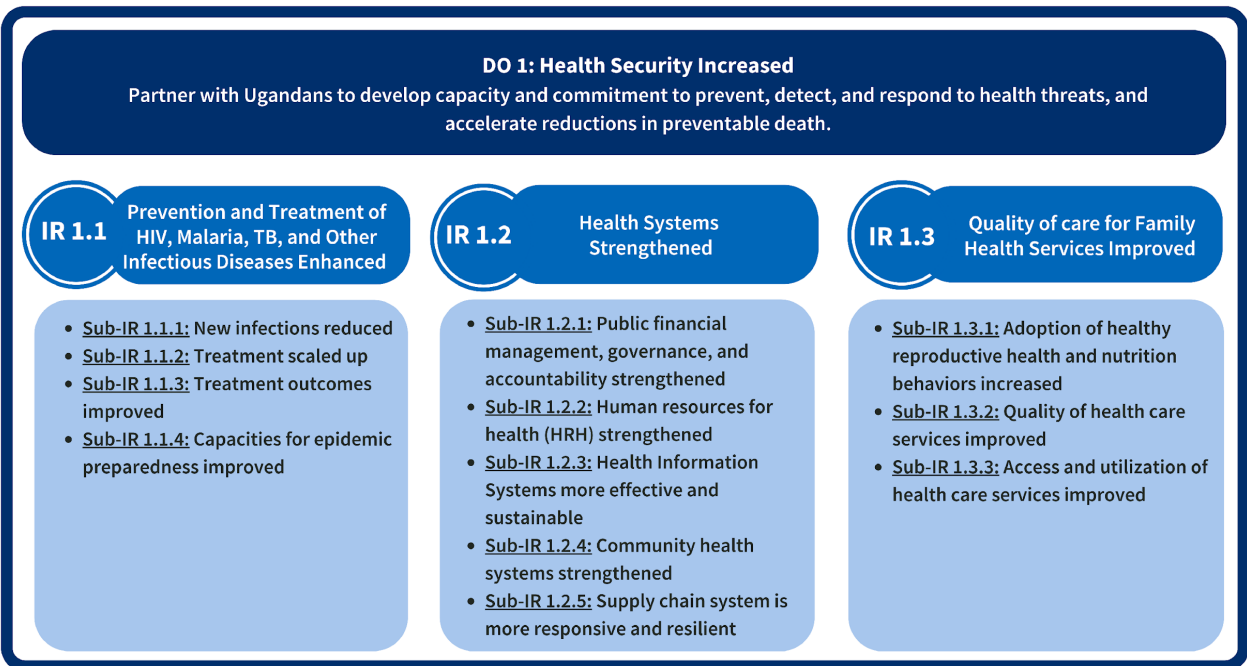 DO 1: Health Security Increased
Partner with Ugandans to develop capacity and commitment to prevent, detect, and respond to health threats, and
accelerate reductions in preventable death.
IR 1.1
Prevention and Treatment of
HIV, Malaria, TB, and Other
Infectious Diseases Enhanced
• Sub-IR 1.1.1: New infections reduced
• Sub-IR 1.1.2: Treatment scaled up
• Sub-IR 1.1.3: Treatment outcomes
improved
• Sub-IR 1.1.4: Capacities for epidemic
preparedness improved
IR 1.2
Health Systems
Strengthened
• Sub-IR 1.2.1: Public financial
management, governance, and
accountability strengthened
• Sub-IR 1.2.2: Human resources for
health (HRH) strengthened
• Sub-IR 1.2.3: Health Information
Systems more effective and
sustainable
• Sub-IR 1.2.4: Community health
systems strengthened
• Sub-IR 1.2.5: Supply chain system is
more responsive and resilient
IR 1.3
Quality of care for Family
Health Services Improved
• Sub-IR 1.3.1: Adoption of healthy
reproductive health and nutrition
behaviors increased
• Sub-IR 1.3.2: Quality of health care
services improved
• Sub-IR 1.3.3: Access and utilization of
health care services improved